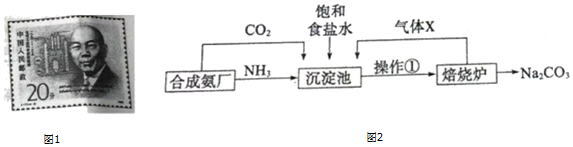 中国人民邮政
20分
图1
CO₂
饱和
食盐水
气体X
合成氨厂
NH₃
沉淀池
操作①
焙烧炉
Na₂CO₃
图2